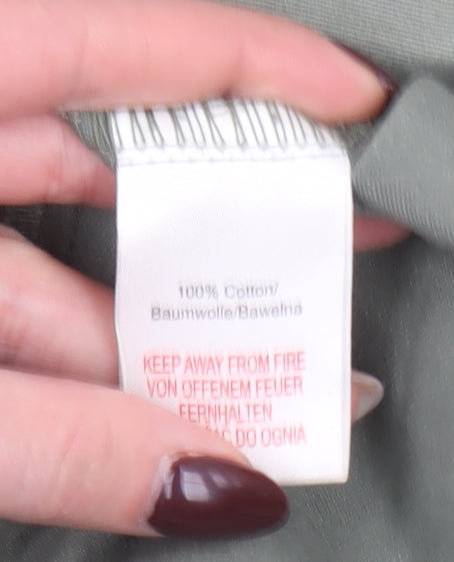 100% Cotton/
Baumwolle/Bawełna
KEEP AWAY FROM FIRE
VON OFFENEM FEUER
FERNHALTEN
DO OGNIA